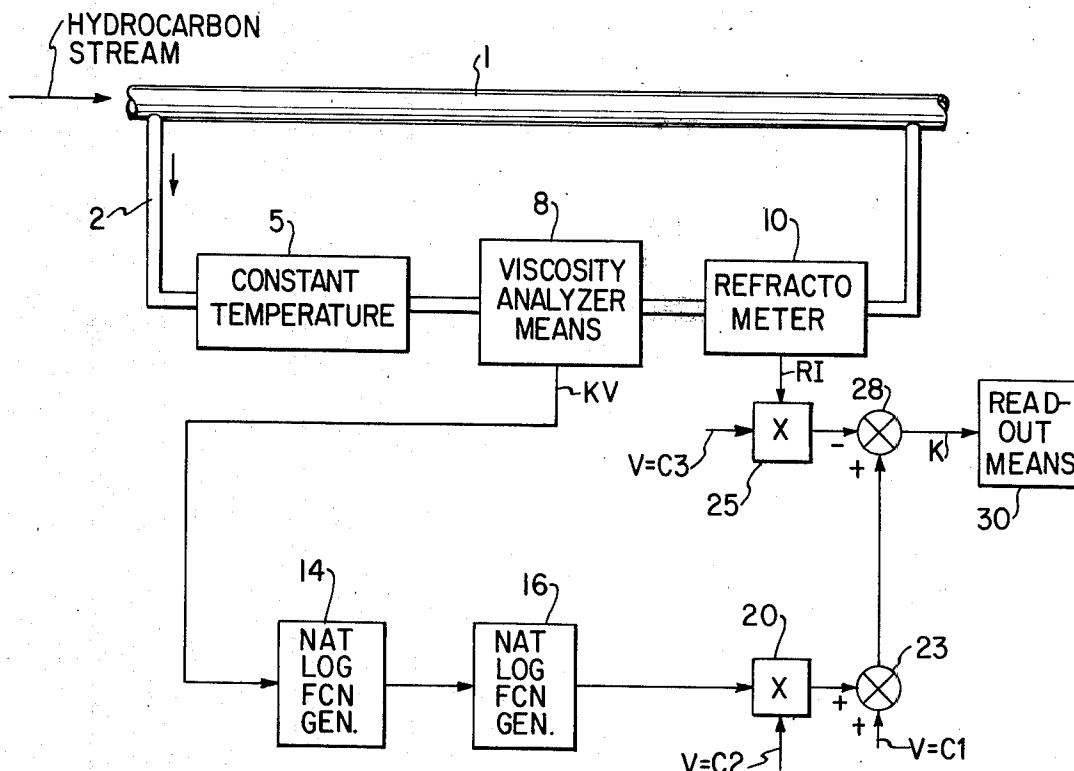 HYDROCARBON
STREAM
1
2
5
CONSTANT
TEMPERATURE
8
VISCOSITY
ANALYZER
MEANS
10
REFRACTO
METER
RI
KV
V=C3
X
25
-
+
28
K
READ-
OUT
MEANS
30
14
NAT
LOG
FCN
GEN.
16
NAT
LOG
FCN
GEN.
20
X
V=C2
+
+
23
V=C1